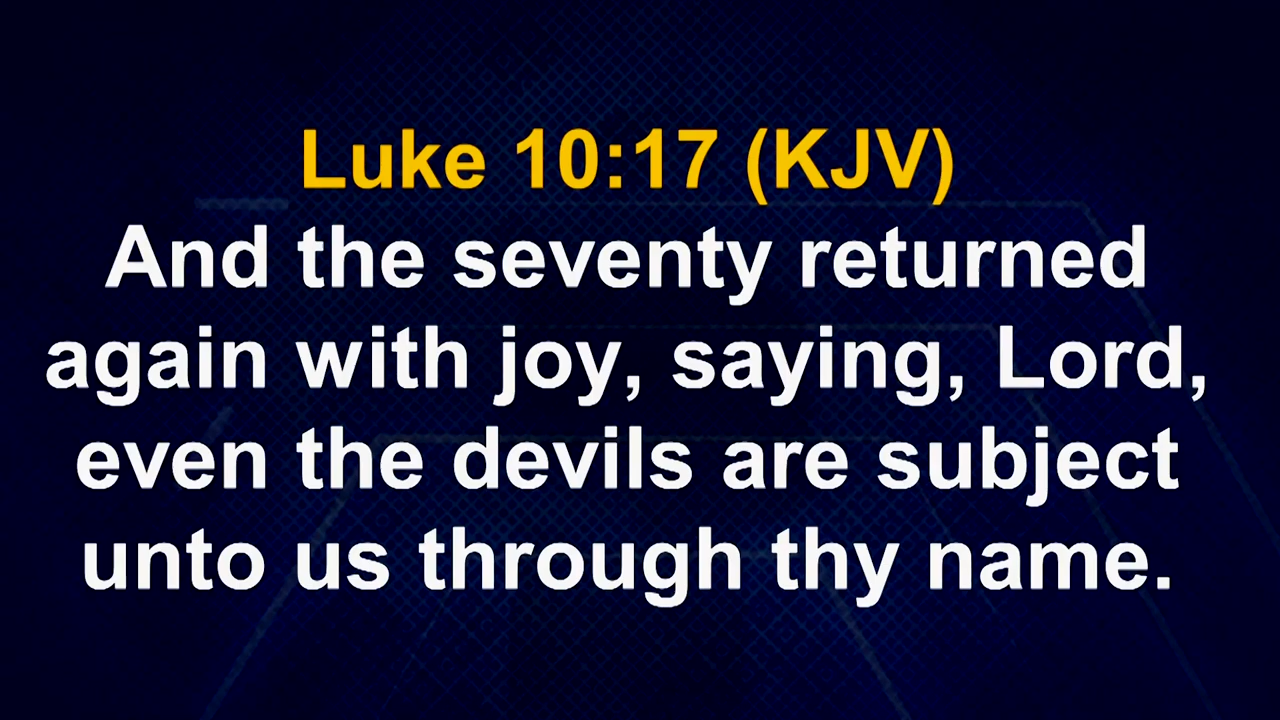 Luke 10:17 (KJV)
And the seventy returned
again with joy, saying, Lord,
even the devils are subject
unto us through thy name.